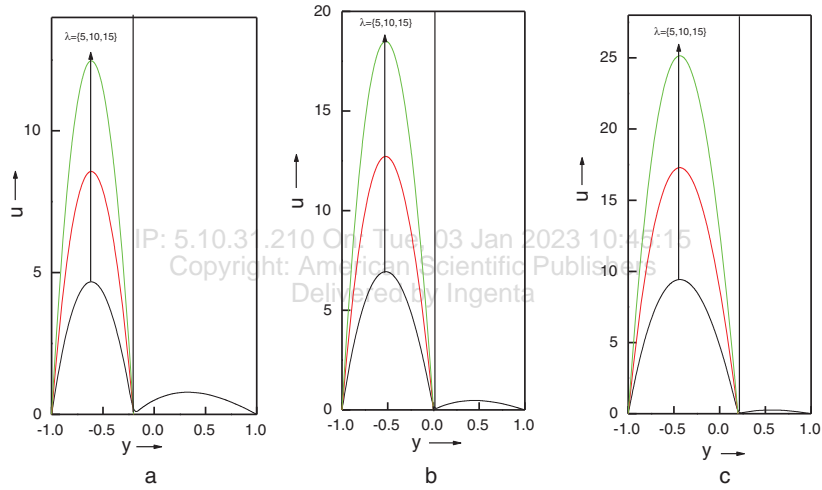 λ={5,10,15}
10
5
0
u
-1.0 -0.5 0.0 0.5 1.0
y
a
λ={5,10,15}
20
15
10
5
0
u
-1.0 -0.5 0.0 0.5 1.0
y
b
λ={5,10,15}
25
20
15
10
5
0
u
-1.0 -0.5 0.0 0.5 1.0
y
c
IP: 5.10.31.210 On: Tue, 03 Jan 2023 10:45:15
Copyright: American Scientific Publishers
Delivered by Ingenta